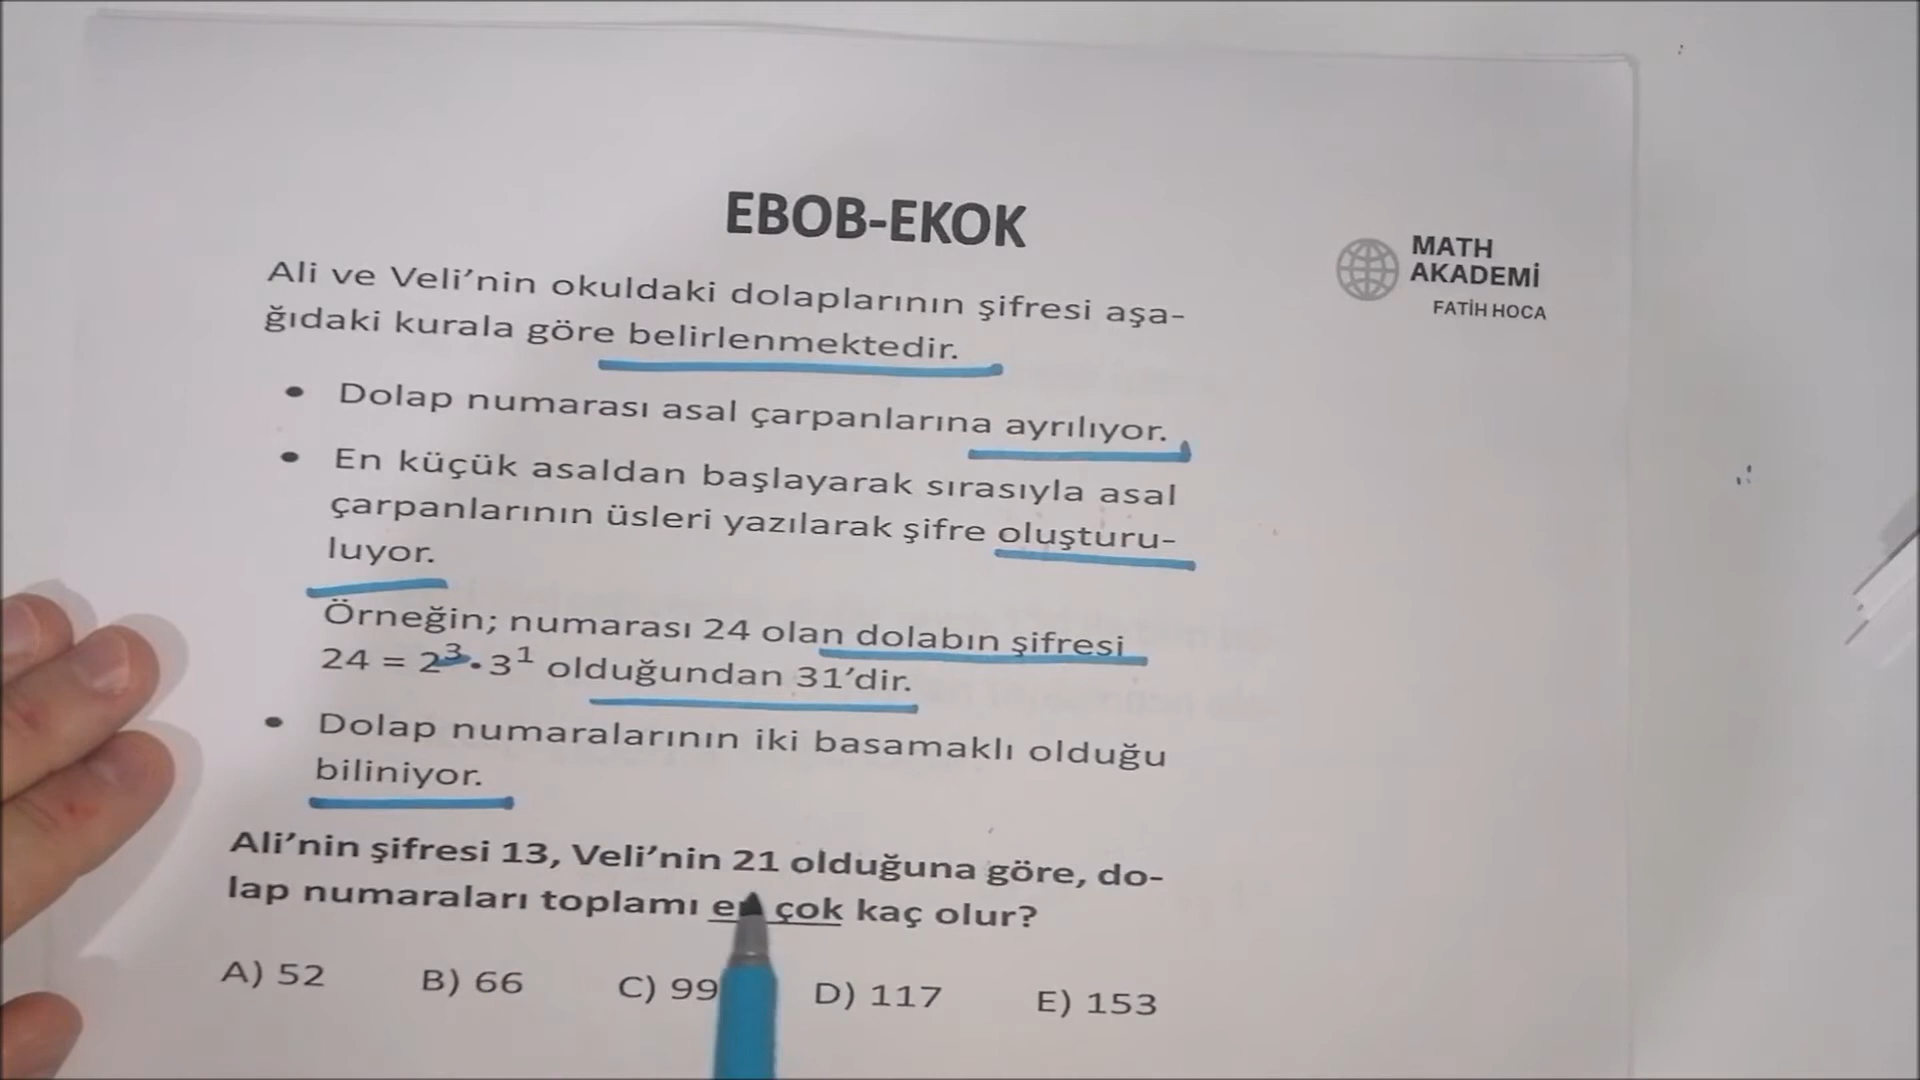 EBOB-EKOK
MATH
AKADEMİ
FATİH HOCA
Ali ve Veli’nin okuldaki dolaplarının şifresi aşa-
ğıdaki kurala göre belirlenmektedir.
• Dolap numarası asal çarpanlarına ayrılıyor.
• En küçük asaldan başlayarak sırasıyla asal
çarpanlarının üsleri yazılarak şifre oluşturu-
luyor.
Örneğin; numarası 24 olan dolabın şifresi
24 = 2³·3¹ olduğundan 31’dir.
• Dolap numaralarının iki basamaklı olduğu
biliniyor.
Ali’nin şifresi 13, Veli’nin 21 olduğuna göre, do-
lap numaraları toplamı en çok kaç olur?
A) 52 B) 66 C) 99 D) 117 E) 153